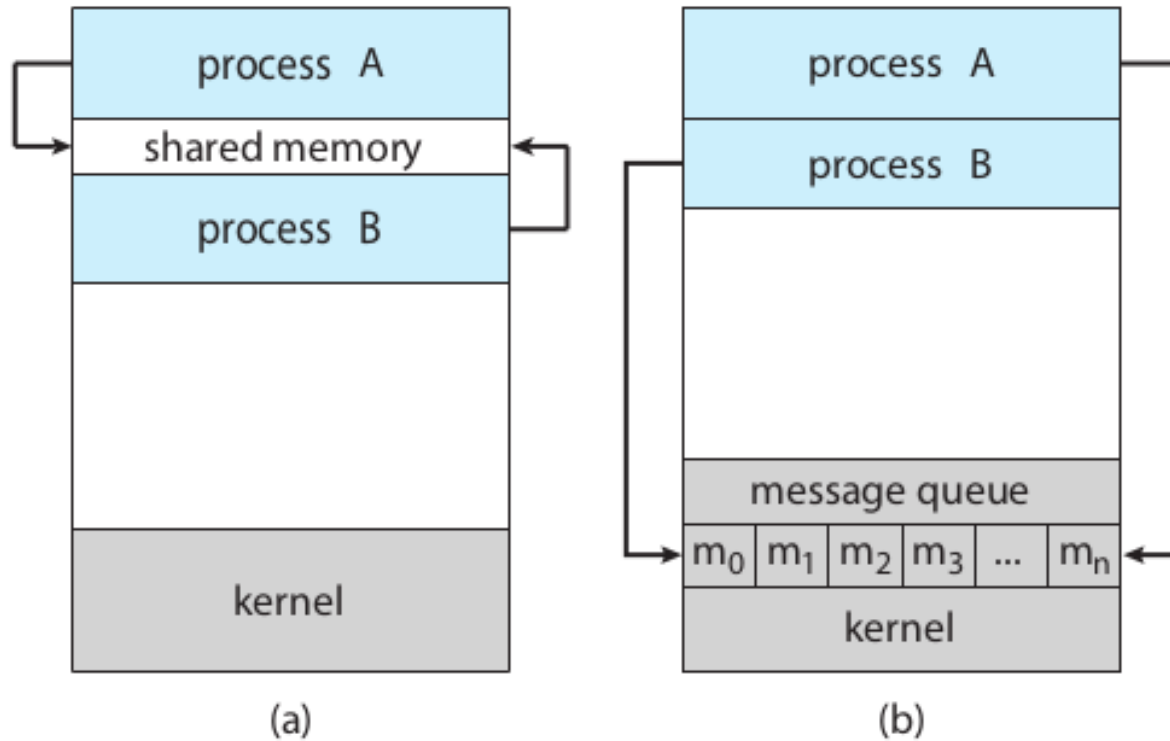 process A
shared memory
process B
kernel
(a)
process A
process B
message queue
m₀ m₁ m₂ m₃ ... mₙ
kernel
(b)